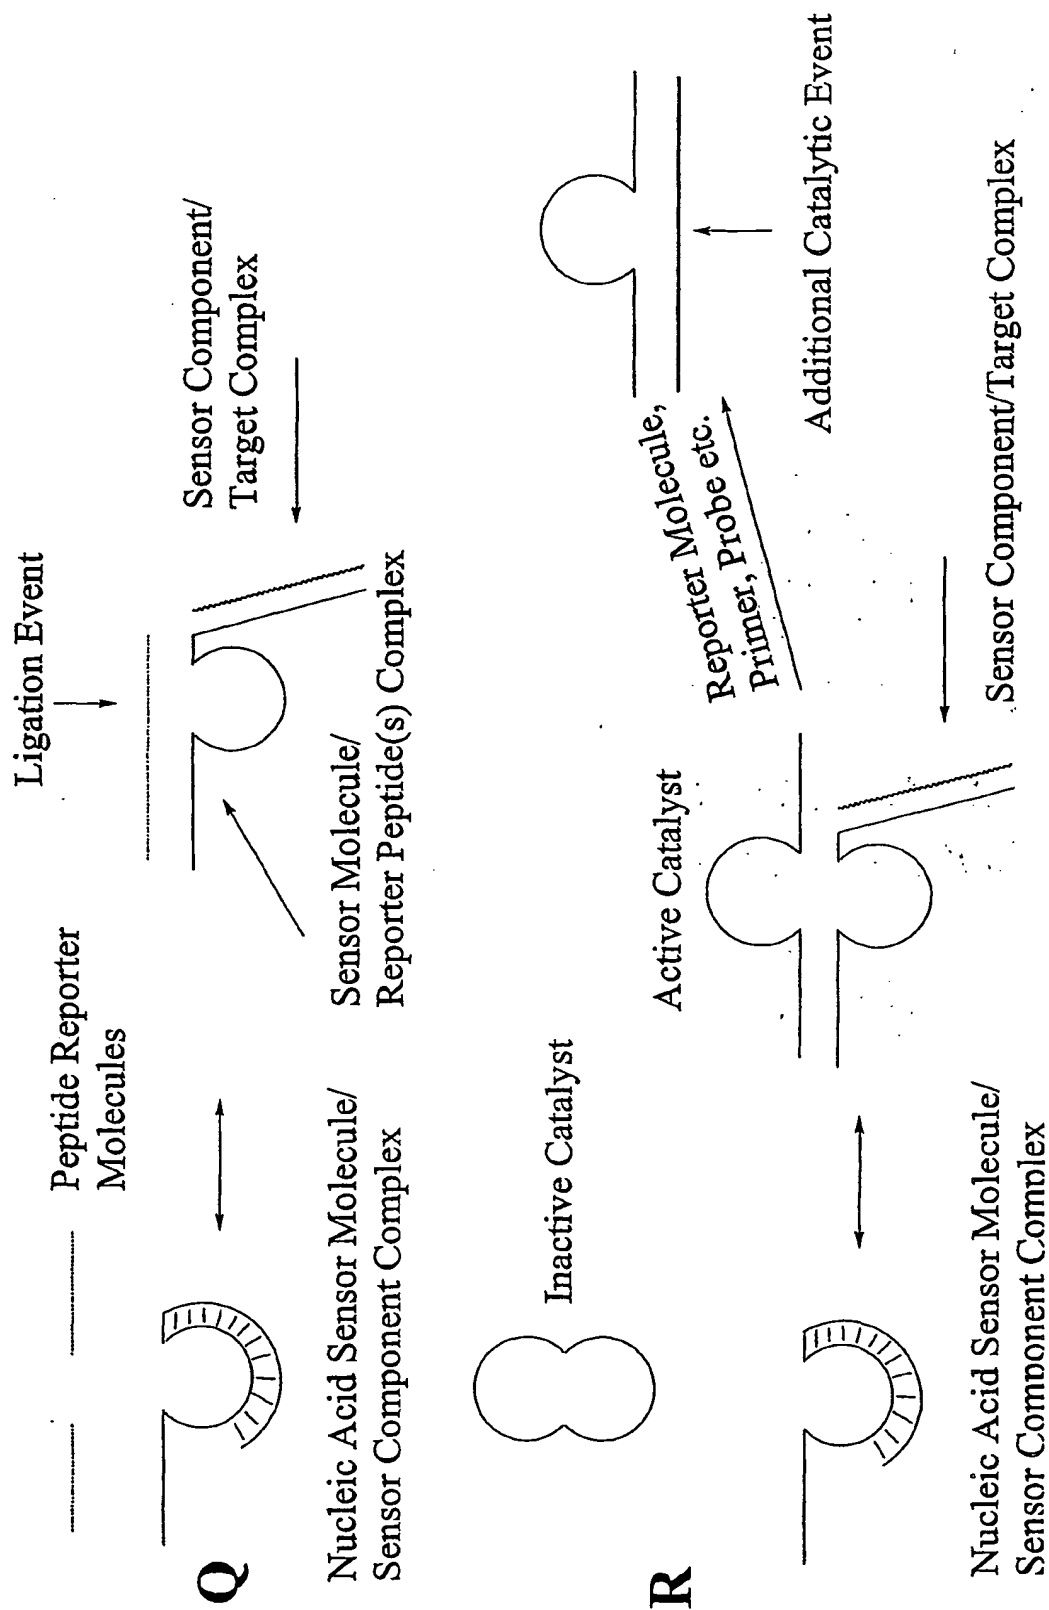 Q
Peptide Reporter
Molecules
Nucleic Acid Sensor Molecule/
Sensor Component Complex
Ligation Event
Sensor Molecule/
Reporter Peptide(s) Complex
Sensor Component/
Target Complex
R
Inactive Catalyst
Nucleic Acid Sensor Molecule/
Sensor Component Complex
Active Catalyst
Reporter Molecule,
Primer, Probe etc.
Sensor Component/Target Complex
Additional Catalytic Event